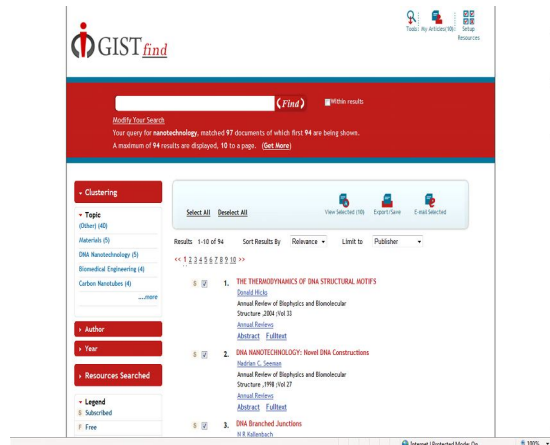 GIST find
Tools My Articles(10) Setup
Resources
(Find) Within results
Modify Your Search
Your query for nanotechnology, matched 97 documents of which first 94 are being shown.
A maximum of 94 results are displayed, 10 to a page. (Get More)
Clustering
Topic
(Other) (40)
Materials (5)
DNA Nanotechnology (5)
Biomedical Engineering (4)
Carbon Nanotubes (4)
....more
Author
Year
Resources Searched
Legend
S Subscribed
F Free
Select All Deselect All View Selected (10) Export/Save E-mail Selected
Results 1-10 of 94 Sort Results By Relevance Limit to Publisher
<< 1 2 3 4 5 6 7 8 9 10 >>
S 1. THE THERMODYNAMICS OF DNA STRUCTURAL MOTIFS
Donald Hicks
Annual Review of Biophysics and Biomolecular
Structure ,2004 ;Vol 33
Annual Reviews
Abstract Fulltext
S 2. DNA NANOTECHNOLOGY: Novel DNA Constructions
Nadrian C. Seeman
Annual Review of Biophysics and Biomolecular
Structure ,1998 ;Vol 27
Annual Reviews
Abstract Fulltext
S 3. DNA Branched Junctions
N R Kallenbach
Internet | Protected Mode: On 100%